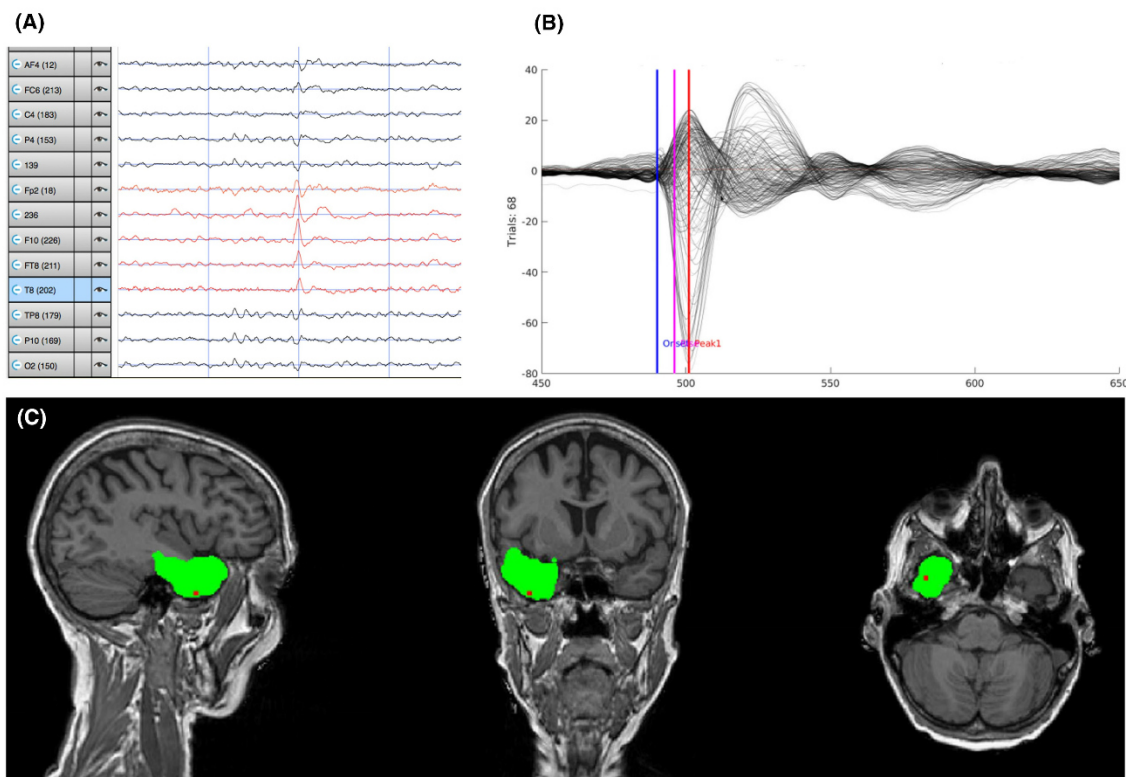 (A)
AF4 (12)
FC6 (213)
C4 (183)
P4 (153)
139
Fp2 (18)
236
F10 (226)
FT8 (211)
T8 (202)
TP8 (179)
P10 (169)
O2 (150)
(B)
Trials: 68
40
20
0
-20
-40
-60
-80
Onset
Peak1
450
500
550
600
650
(C)